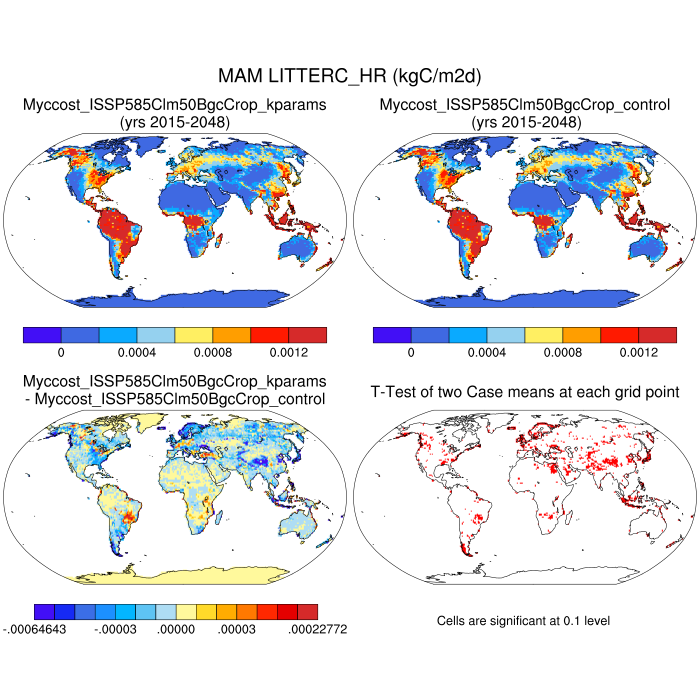 MAM LITTERC_HR (kgC/m2d)
Myccost_ISSP585Clm50BgcCrop_kparams
(yrs 2015-2048)
Myccost_ISSP585Clm50BgcCrop_control
(yrs 2015-2048)
0 0.0004 0.0008 0.0012
0 0.0004 0.0008 0.0012
Myccost_ISSP585Clm50BgcCrop_kparams
- Myccost_ISSP585Clm50BgcCrop_control
T-Test of two Case means at each grid point
-.00064643 -.00003 .00000 .00003 .00022772
Cells are significant at 0.1 level